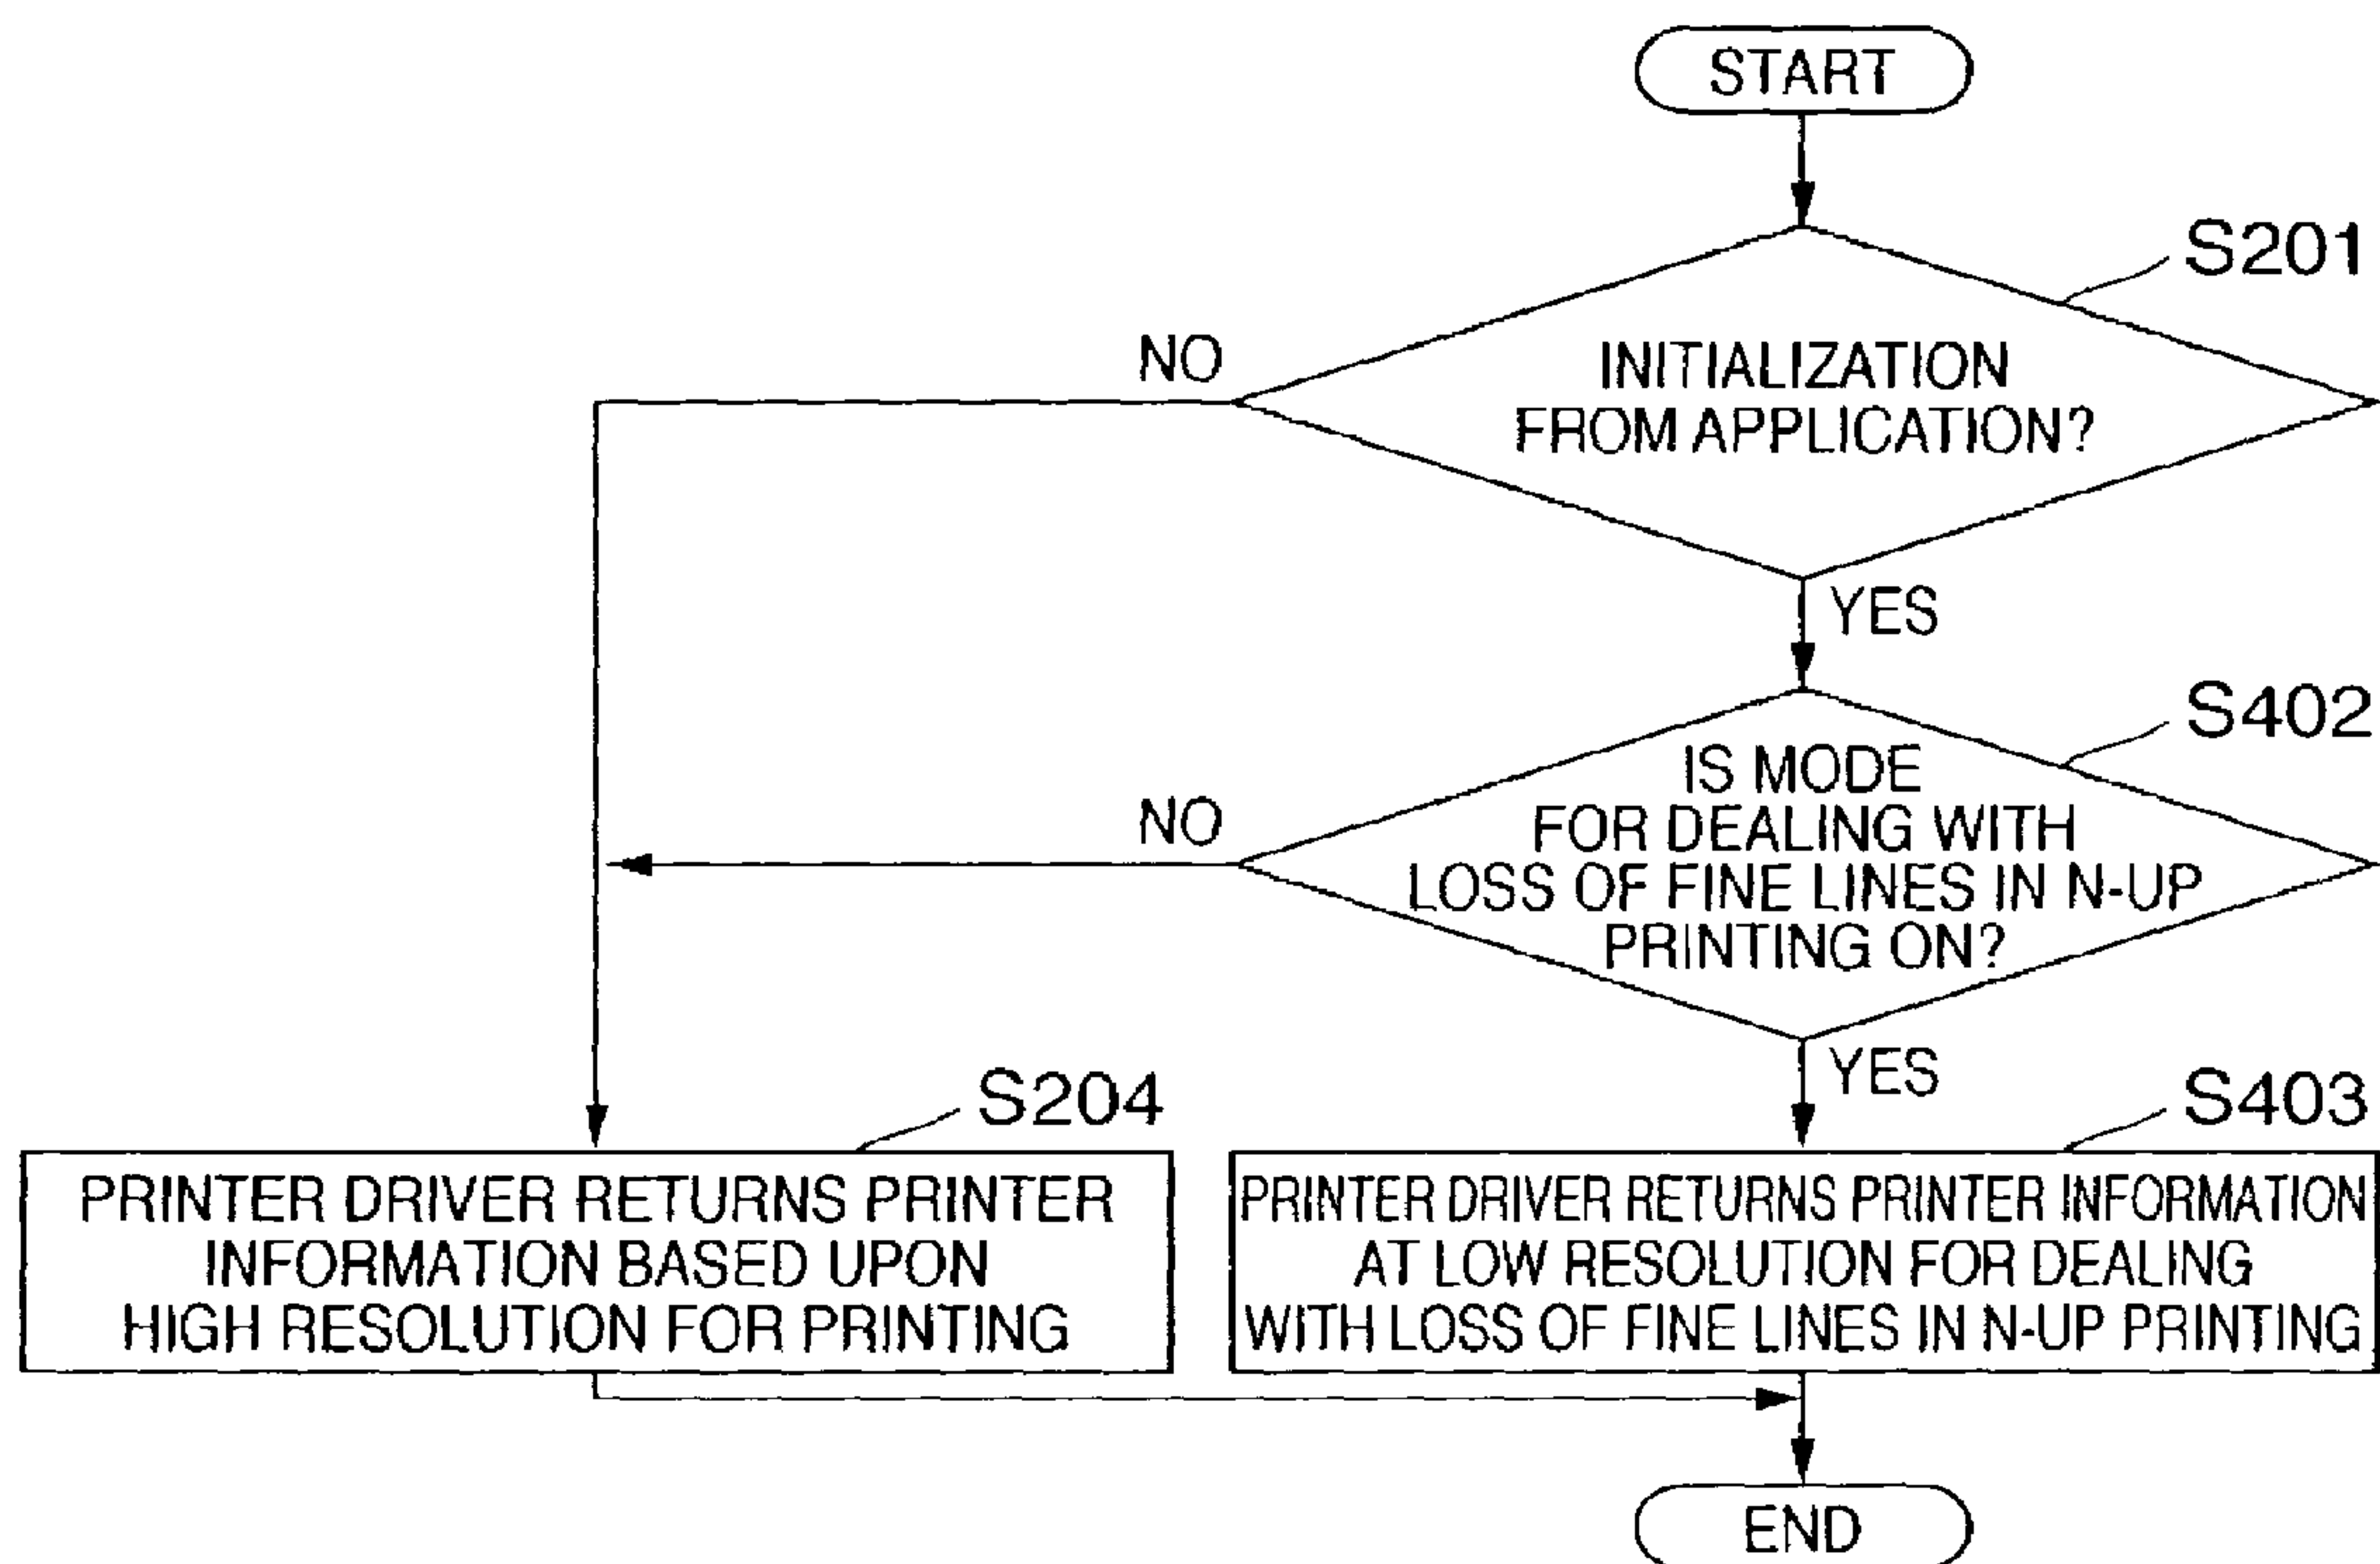 START
S201
INITIALIZATION
FROM APPLICATION?
NO
YES
S402
IS MODE
FOR DEALING WITH
LOSS OF FINE LINES IN N-UP
PRINTING ON?
NO
YES
S204
PRINTER DRIVER RETURNS PRINTER
INFORMATION BASED UPON
HIGH RESOLUTION FOR PRINTING
S403
PRINTER DRIVER RETURNS PRINTER INFORMATION
AT LOW RESOLUTION FOR DEALING
WITH LOSS OF FINE LINES IN N-UP PRINTING
END